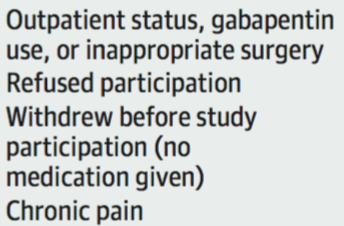 Outpatient status, gabapentin
use, or inappropriate surgery
Refused participation
Withdrew before study
participation (no
medication given)
Chronic pain